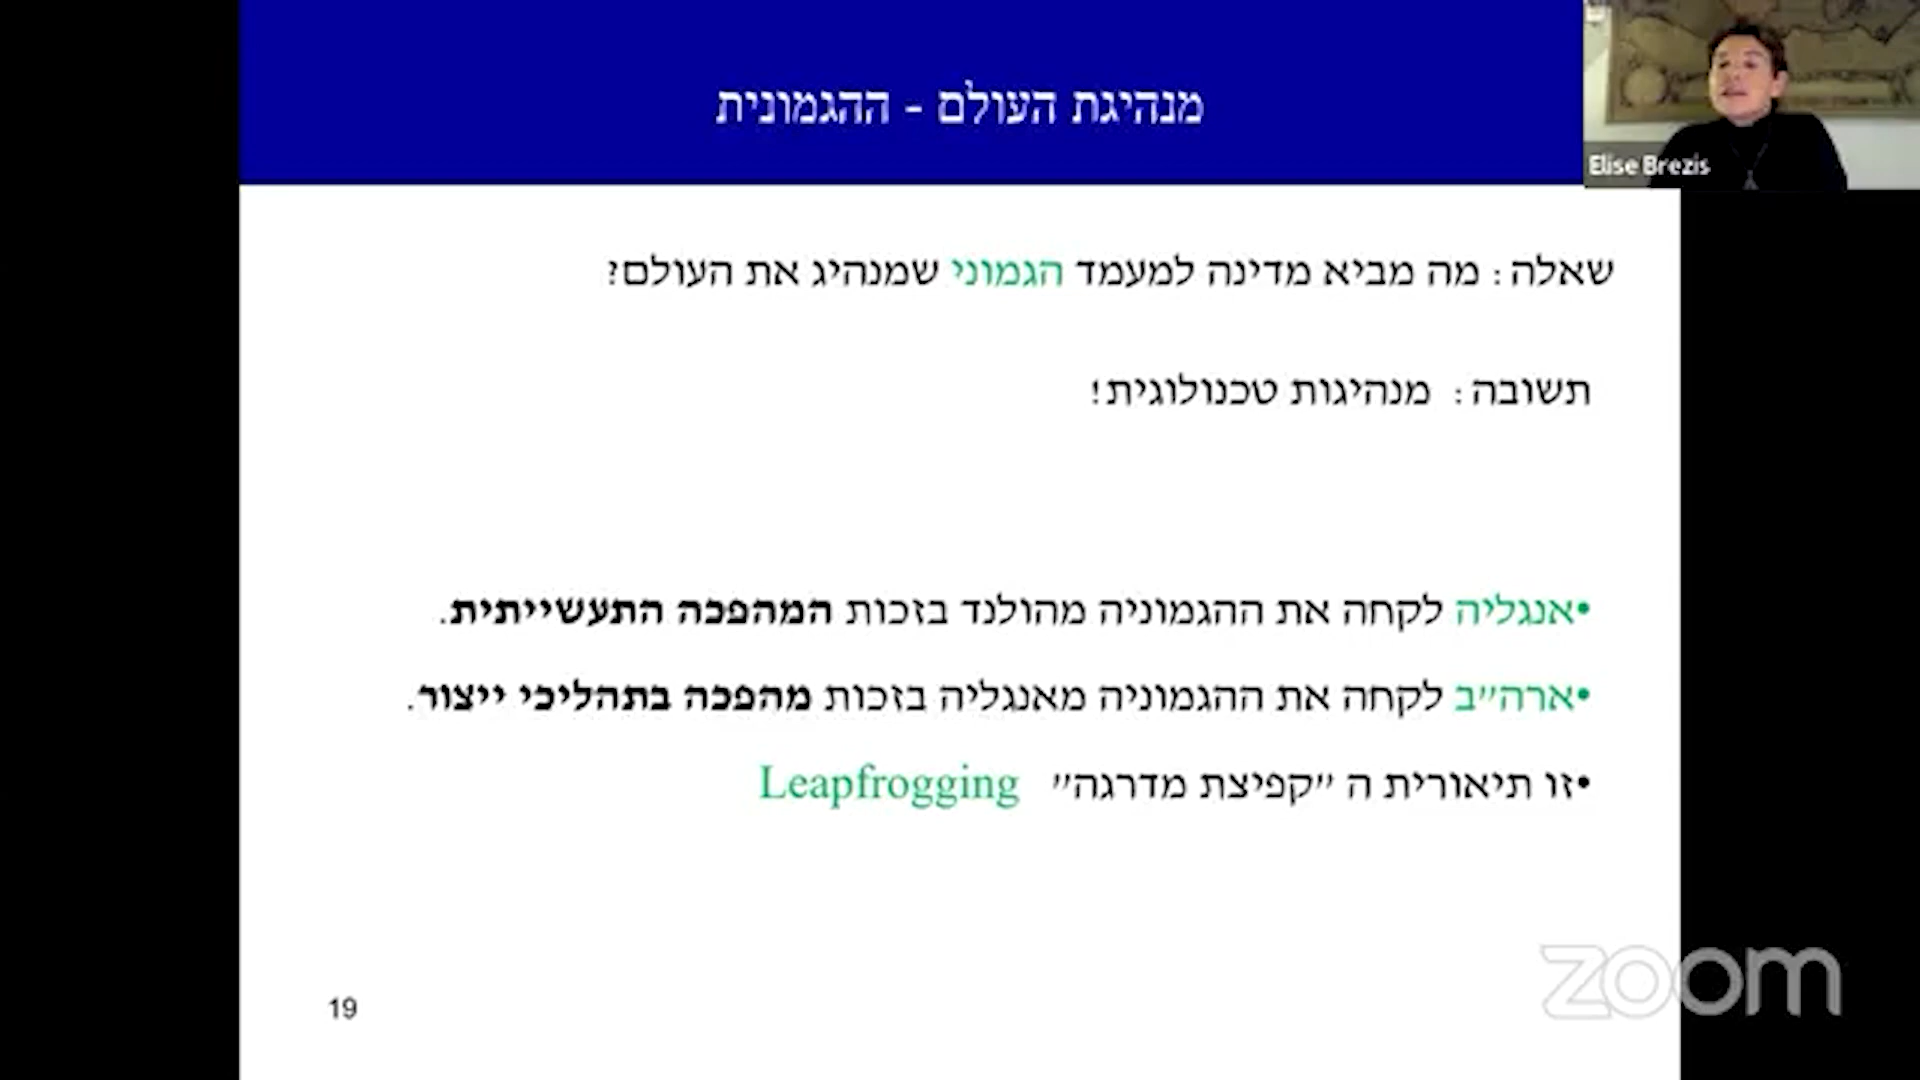 מנהיגת העולם - ההגמונית
Elise Brezis
שאלה: מה מביא מדינה למעמד הגמוני שמנהיג את העולם?
תשובה: מנהיגות טכנולוגית!
•אנגליה לקחה את ההגמוניה מהולנד בזכות המהפכה התעשייתית.
•ארה״ב לקחה את ההגמוניה מאנגליה בזכות מהפכה בתהליכי ייצור.
•זו תיאורית ה ״קפיצת מדרגה״ Leapfrogging
19
zoom